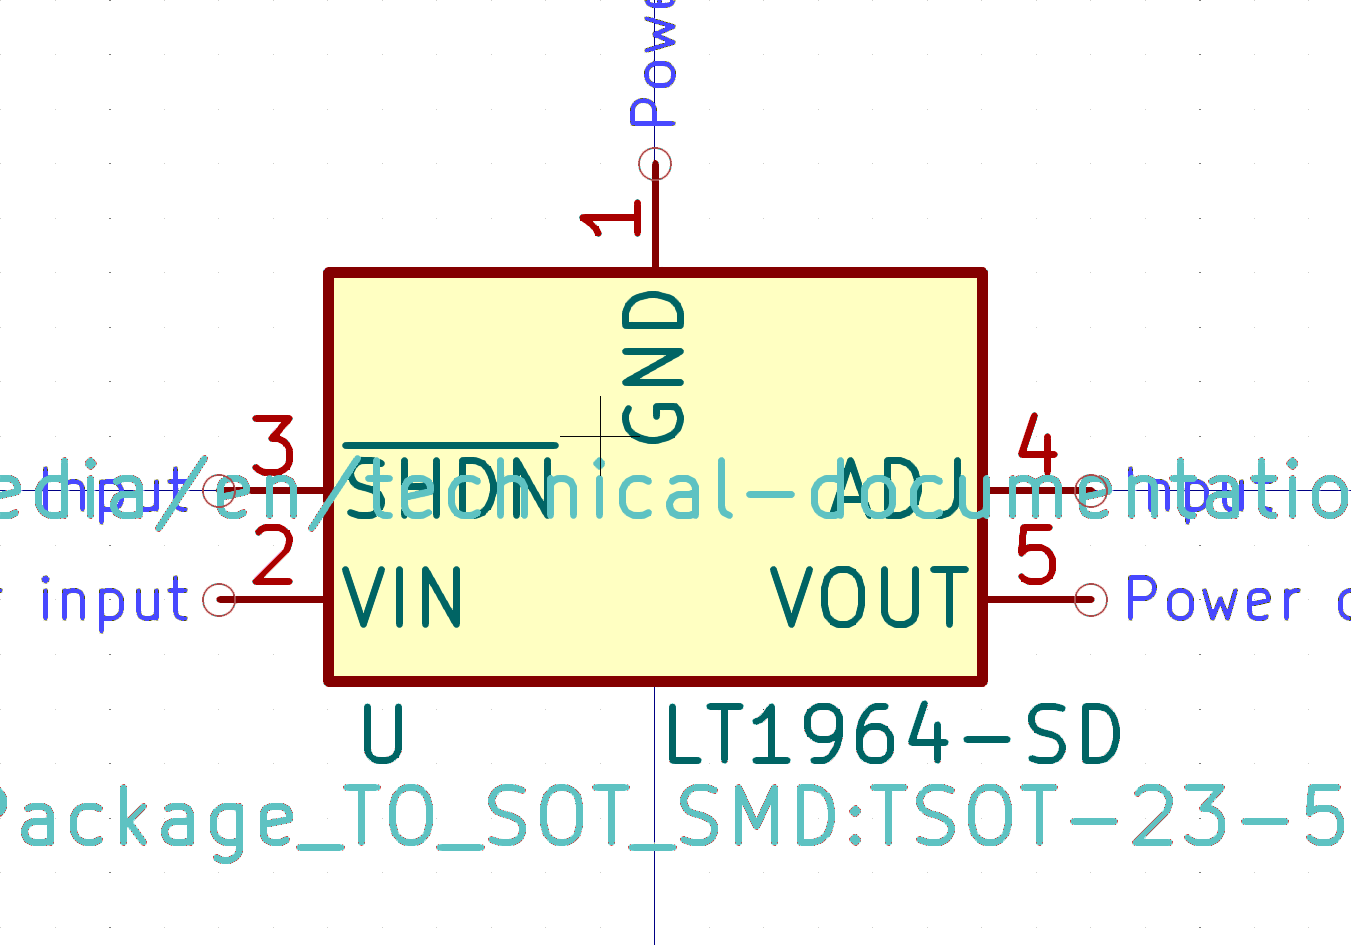 Powe
1
GND
3
SHDN
ADJ
4
input
edia/en/technical-documentatio
Input
2
VIN
VOUT
5
input
Power o
U
LT1964-SD
Package_TO_SOT_SMD:TSOT-23-5